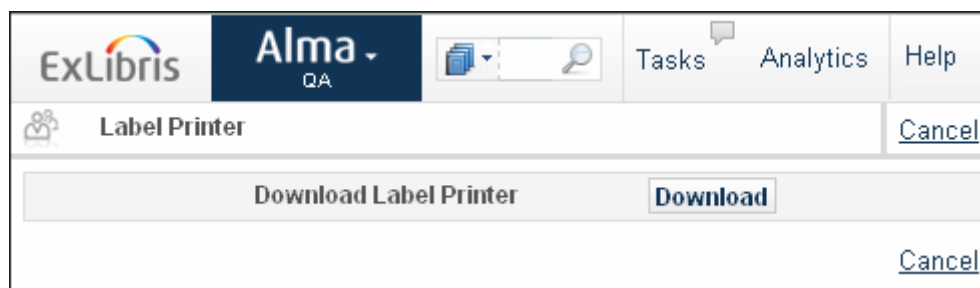 ExLibris Alma Tasks Analytics Help
QA
Label Printer Cancel
Download Label Printer Download
Cancel